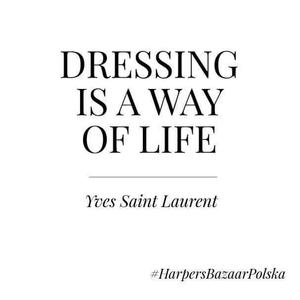 DRESSING
IS A WAY
OF LIFE
Yves Saint Laurent
#HarpersBazaarPolska